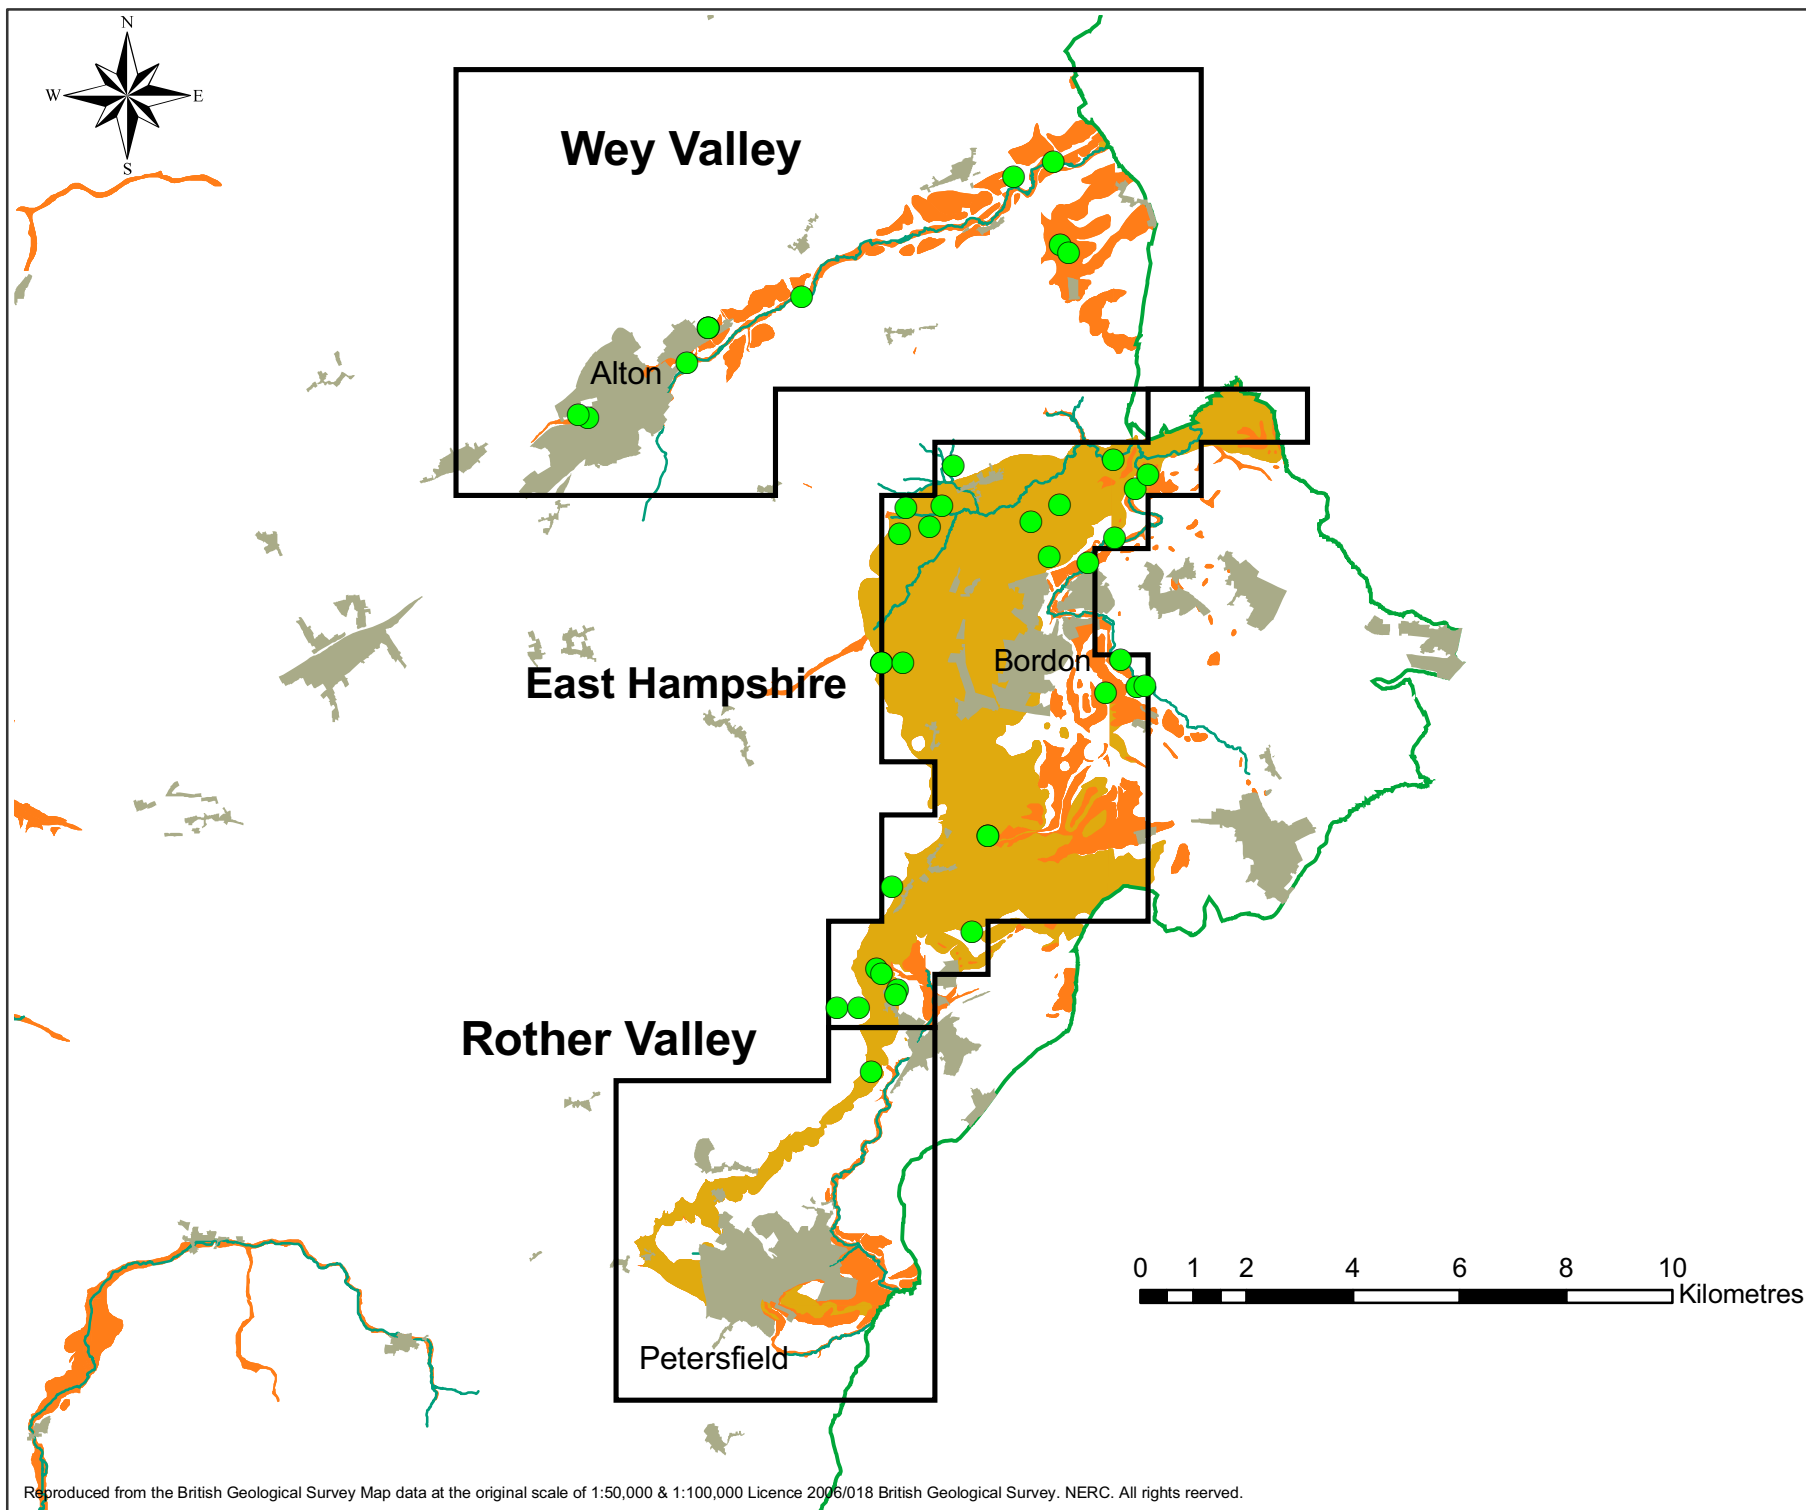 N
W E
S
Wey Valley
Alton
Bordon
East Hampshire
Rother Valley
0 1 2 4 6 8 10
Kilometres
Petersfield
Reproduced from the British Geological Survey Map data at the original scale of 1:50,000 & 1:100,000 Licence 2006/018 British Geological Survey. NERC. All rights reerved.